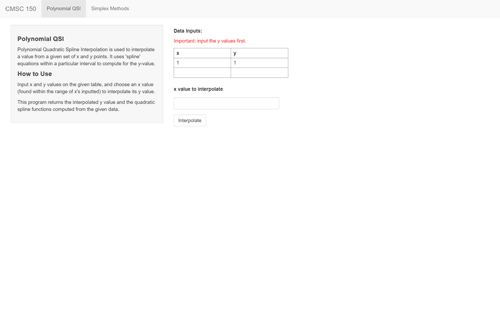 CMSC 150 Polynomial QSI Simplex Methods
Polynomial QSI
Polynomial Quadratic Spline Interpolation is used to interpolate
a value from a given set of x and y points. It uses 'spline'
equations within a particular interval to compute for the y-value.
How to Use
Input x and y values on the given table, and choose an x value
(found within the range of x's inputted) to interpolate its y value.
This program returns the interpolated y value and the quadratic
spline functions computed from the given data.
Data Inputs:
Important: input the y values first.
x y
1 1
x value to interpolate
Interpolate